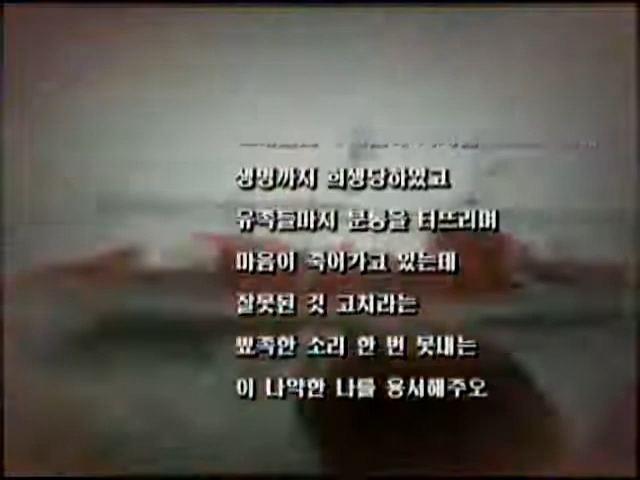 생명까지 희생당하였고
유족들마저 분통을 터뜨리며
마음이 죽어가고 있는데
잘못된 것 고치라는
뾰족한 소리 한 번 못내는
이 나약한 나를 용서해주오